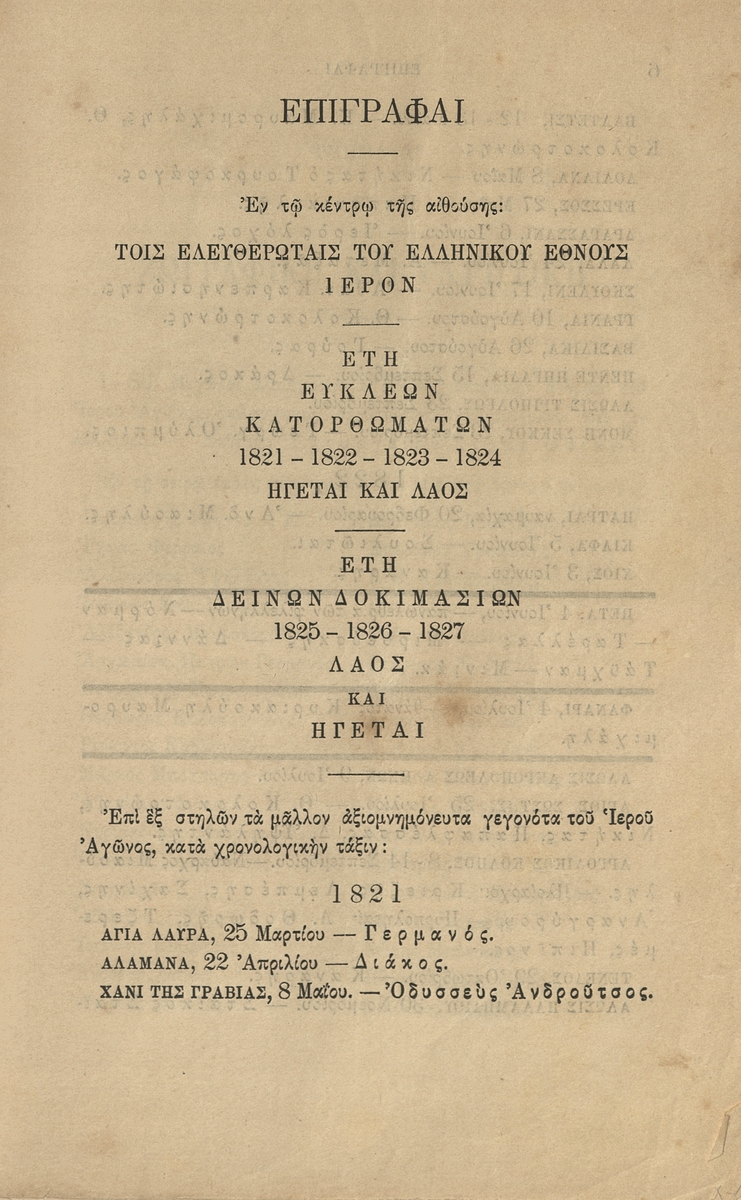 ΕΠΙΓΡΑΦΑΙ
Ἐν τῷ κέντρῳ τῆς αἰθούσης:
ΤΟΙΣ ΕΛΕΥΘΕΡΩΤΑΙΣ ΤΟΥ ΕΛΛΗΝΙΚΟΥ ΕΘΝΟΥΣ
ΙΕΡΟΝ
ΕΤΗ
ΕΥΚΛΕΩΝ
ΚΑΤΟΡΘΩΜΑΤΩΝ
1821 – 1822 – 1823 – 1824
ΗΓΕΤΑΙ ΚΑΙ ΛΑΟΣ
ΕΤΗ
ΔΕΙΝΩΝ ΔΟΚΙΜΑΣΙΩΝ
1825 – 1826 – 1827
ΛΑΟΣ
ΚΑΙ
ΗΓΕΤΑΙ
Ἐπὶ ἓξ στηλῶν τὰ μᾶλλον ἀξιομνημόνευτα γεγονότα τοῦ Ἱεροῦ
Ἀγῶνος, κατὰ χρονολογικὴν τάξιν:
1821
ΑΓΙΑ ΛΑΥΡΑ, 25 Μαρτίου — Γερμανός.
ΑΛΑΜΑΝΑ, 22 Ἀπριλίου — Διάκος.
ΧΑΝΙ ΤΗΣ ΓΡΑΒΙΑΣ, 8 Μαΐου. — Ὀδυσσεὺς Ἀνδροῦτσος.